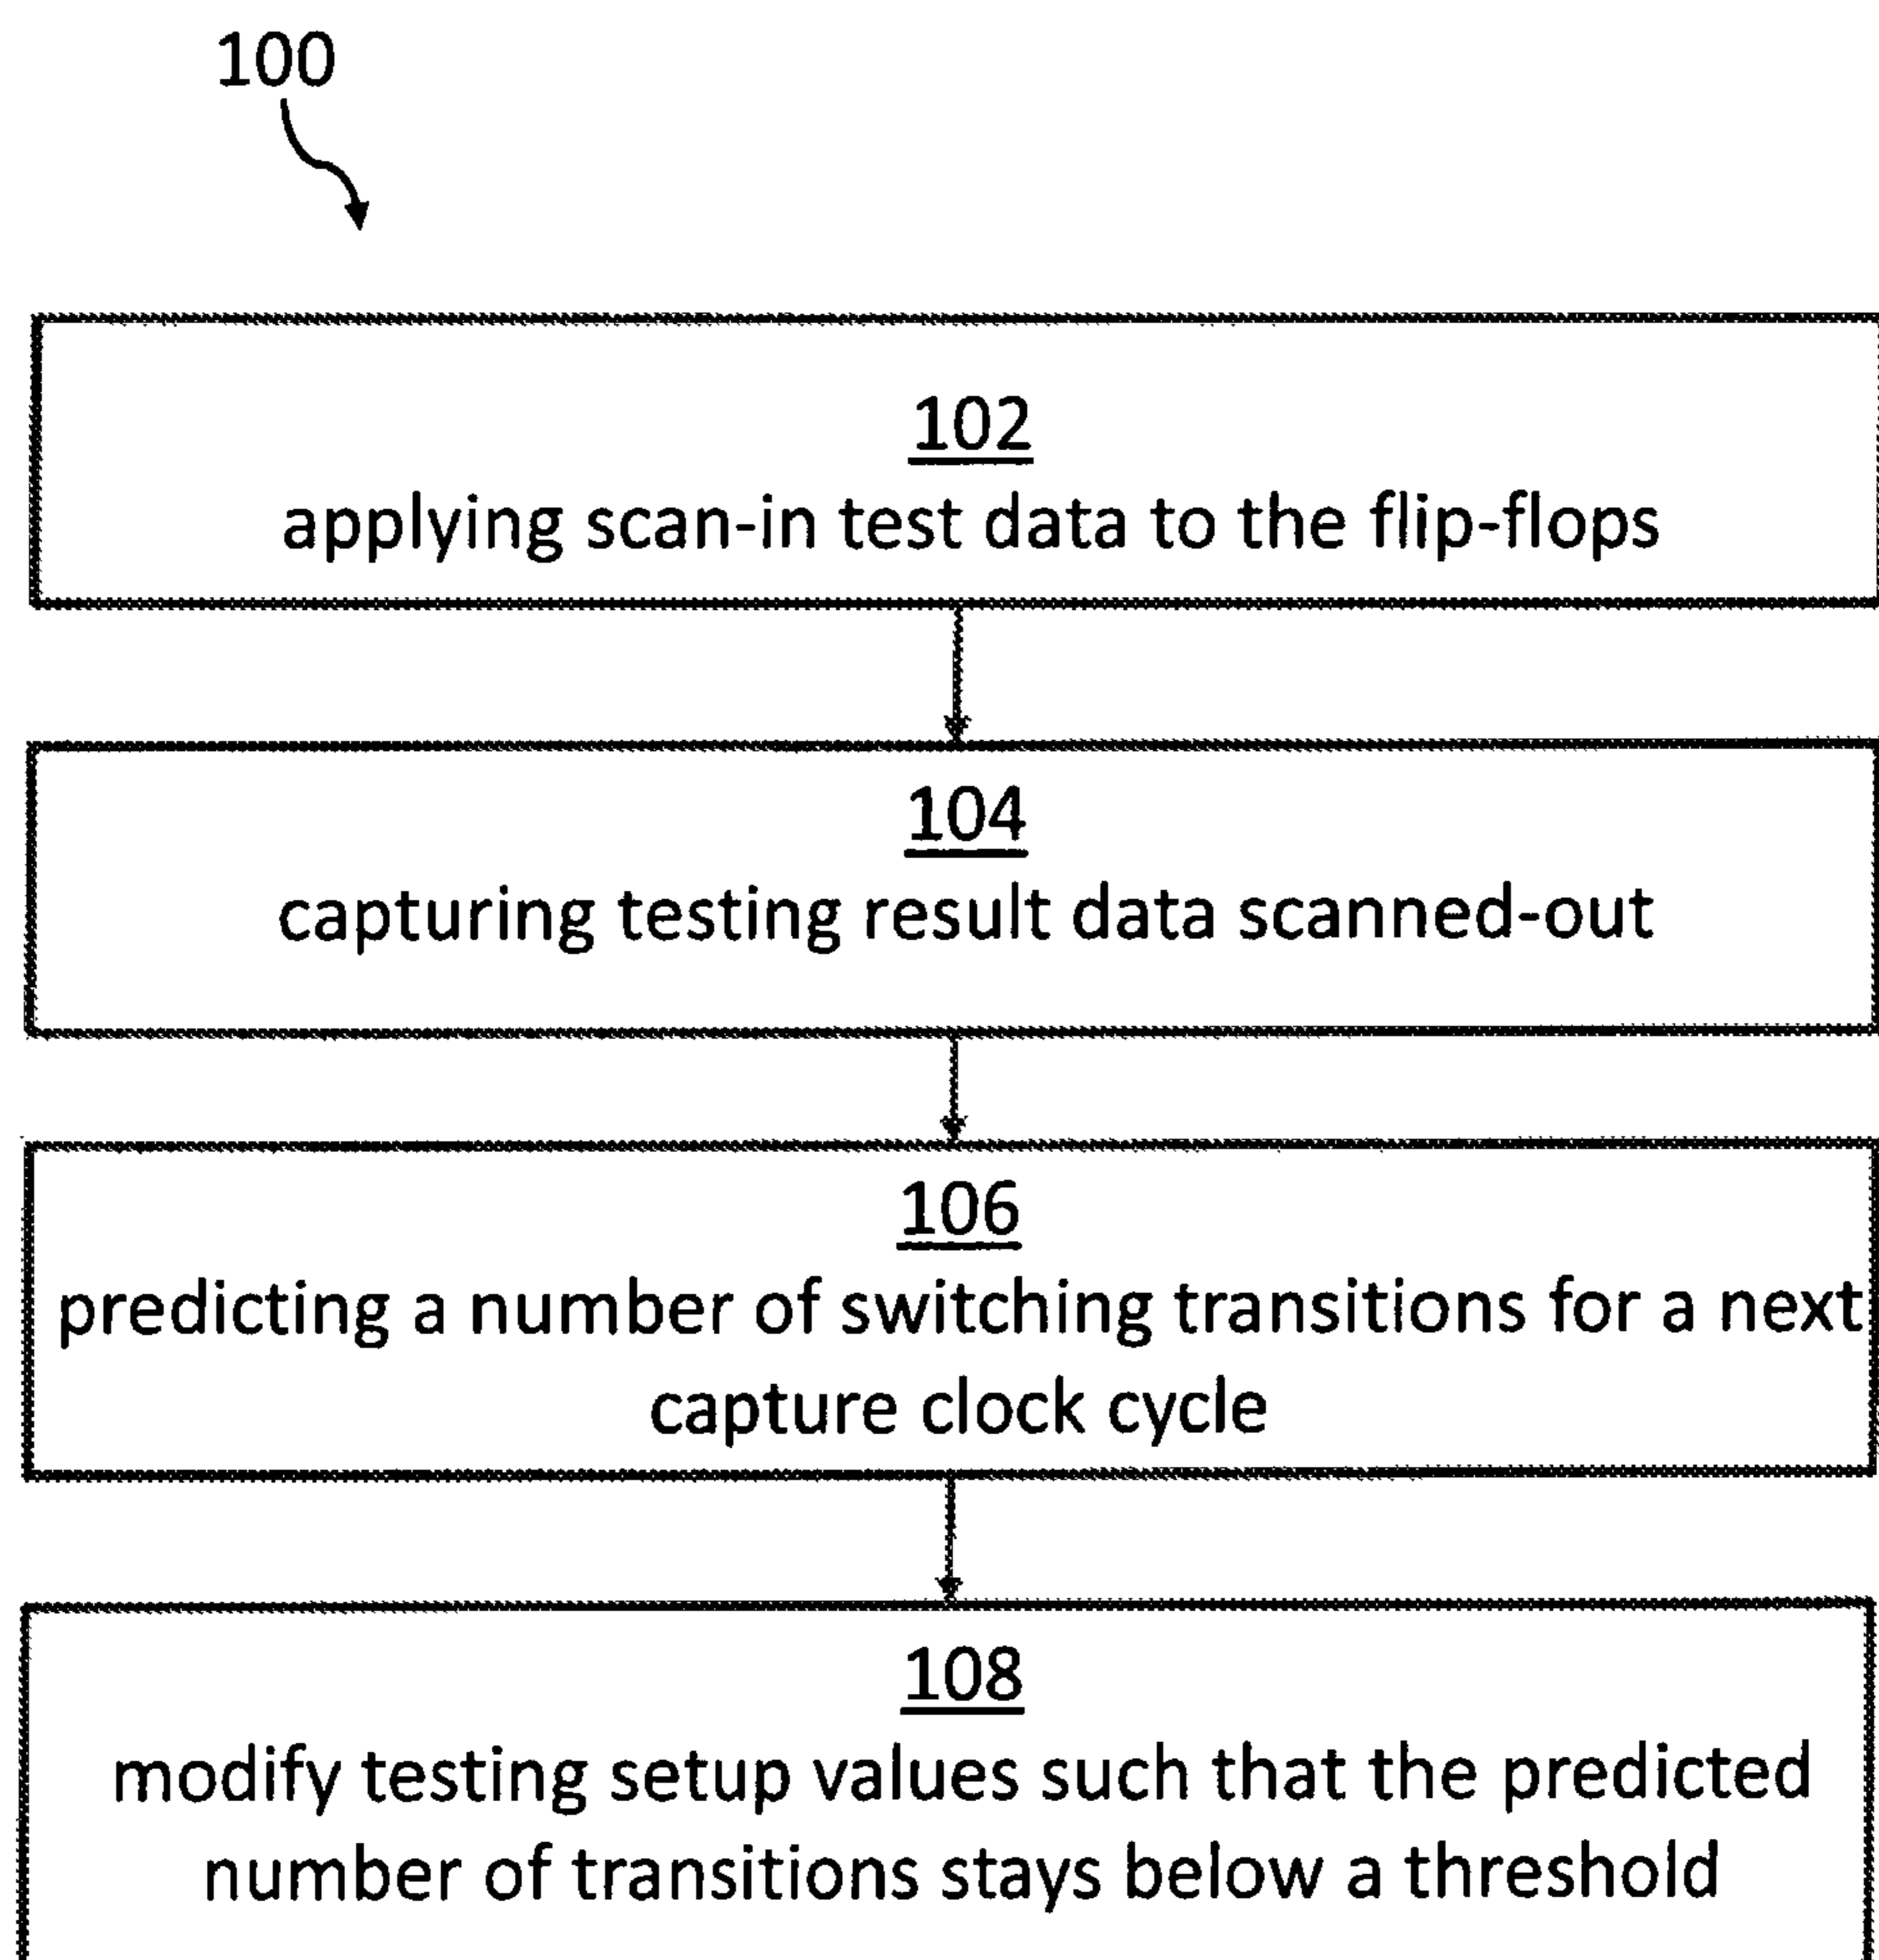 100
102
applying scan-in test data to the flip-flops
104
capturing testing result data scanned-out
106
predicting a number of switching transitions for a next
capture clock cycle
108
modify testing setup values such that the predicted
number of transitions stays below a threshold